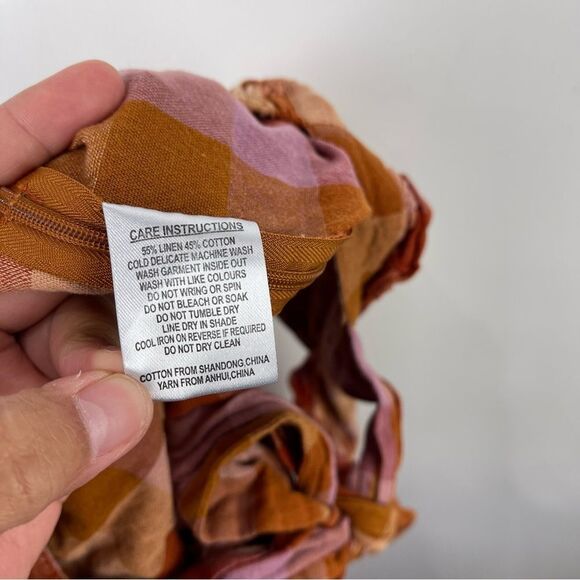 CARE INSTRUCTIONS
55% LINEN 45% COTTON
COLD DELICATE MACHINE WASH
WASH GARMENT INSIDE OUT
WASH WITH LIKE COLOURS
DO NOT WRING OR SPIN
DO NOT BLEACH OR SOAK
DO NOT TUMBLE DRY
LINE DRY IN SHADE
COOL IRON ON REVERSE IF REQUIRED
DO NOT DRY CLEAN
COTTON FROM SHANDONG,CHINA
YARN FROM ANHUI,CHINA